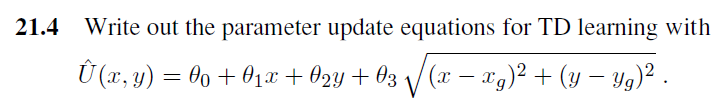 21.4 Write out the parameter update equations for TD learning with
Û(x, y) = θ₀ + θ₁x + θ₂y + θ₃ √((x − x_g)² + (y − y_g)²) .